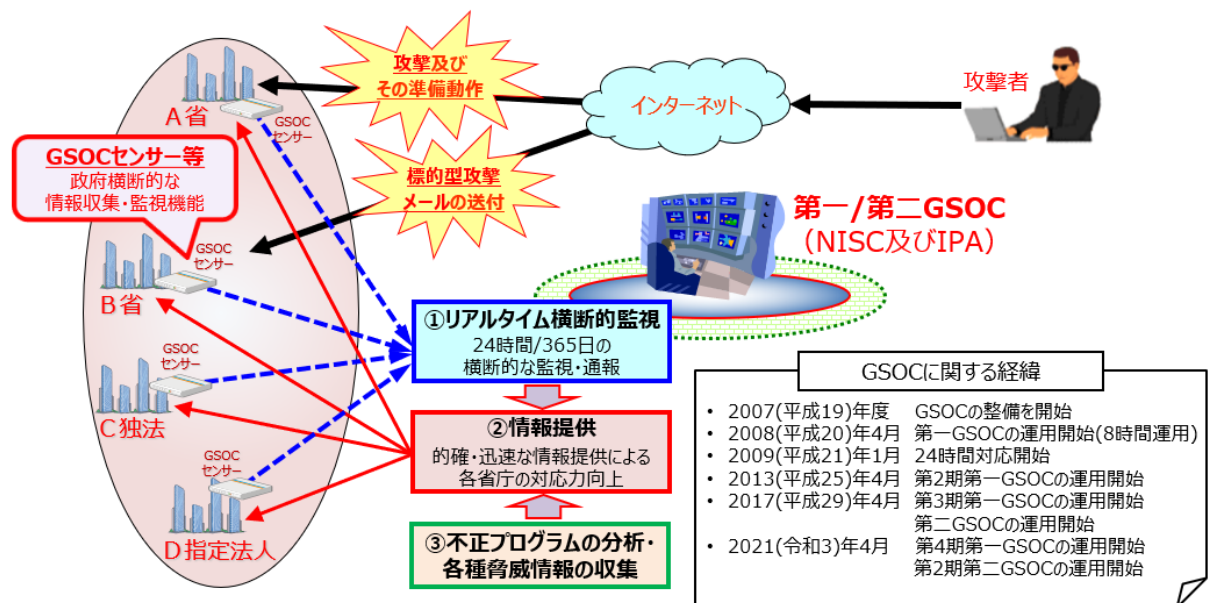 攻撃及び
その準備動作
インターネット
攻撃者
A省
GSOC
センサー
GSOCセンサー等
政府横断的な
情報収集・監視機能
標的型攻撃
メールの送付
第一/第二GSOC
（NISC及びIPA）
GSOC
センサー
B省
①リアルタイム横断的監視
24時間/365日の
横断的な監視・通報
GSOC
センサー
C独法
②情報提供
的確・迅速な情報提供による
各省庁の対応力向上
GSOC
センサー
D指定法人
③不正プログラムの分析・
各種脅威情報の収集
GSOCに関する経緯
• 2007(平成19)年度 GSOCの整備を開始
• 2008(平成20)年4月 第一GSOCの運用開始(8時間運用)
• 2009(平成21)年1月 24時間対応開始
• 2013(平成25)年4月 第2期第一GSOCの運用開始
• 2017(平成29)年4月 第3期第一GSOCの運用開始
第二GSOCの運用開始
• 2021(令和3)年4月 第4期第一GSOCの運用開始
第2期第二GSOCの運用開始